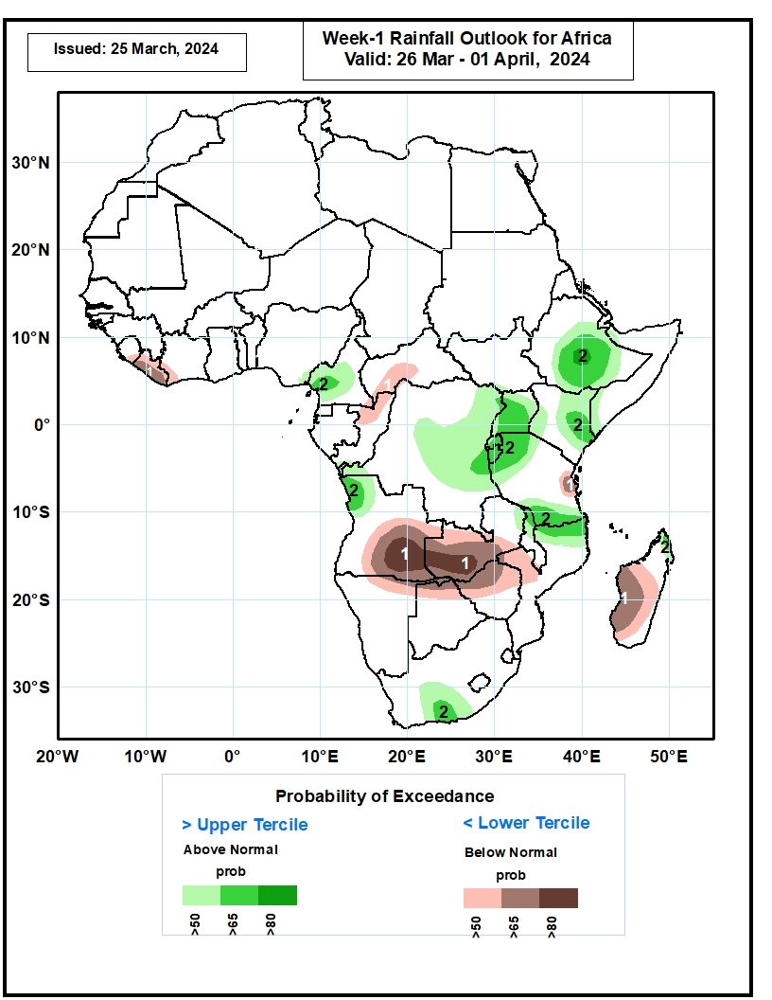 Issued: 25 March, 2024
Week-1 Rainfall Outlook for Africa
Valid: 26 Mar - 01 April, 2024
30°N
20°N
10°N
0°
10°S
20°S
30°S
1
2
1
2
2
2
2
1
2
2
1
1
2
1
2
20°W
10°W
0°
10°E
20°E
30°E
40°E
50°E
Probability of Exceedance
> Upper Tercile
< Lower Tercile
Above Normal
Below Normal
prob
prob
>50
>65
>80
>50
>65
>80